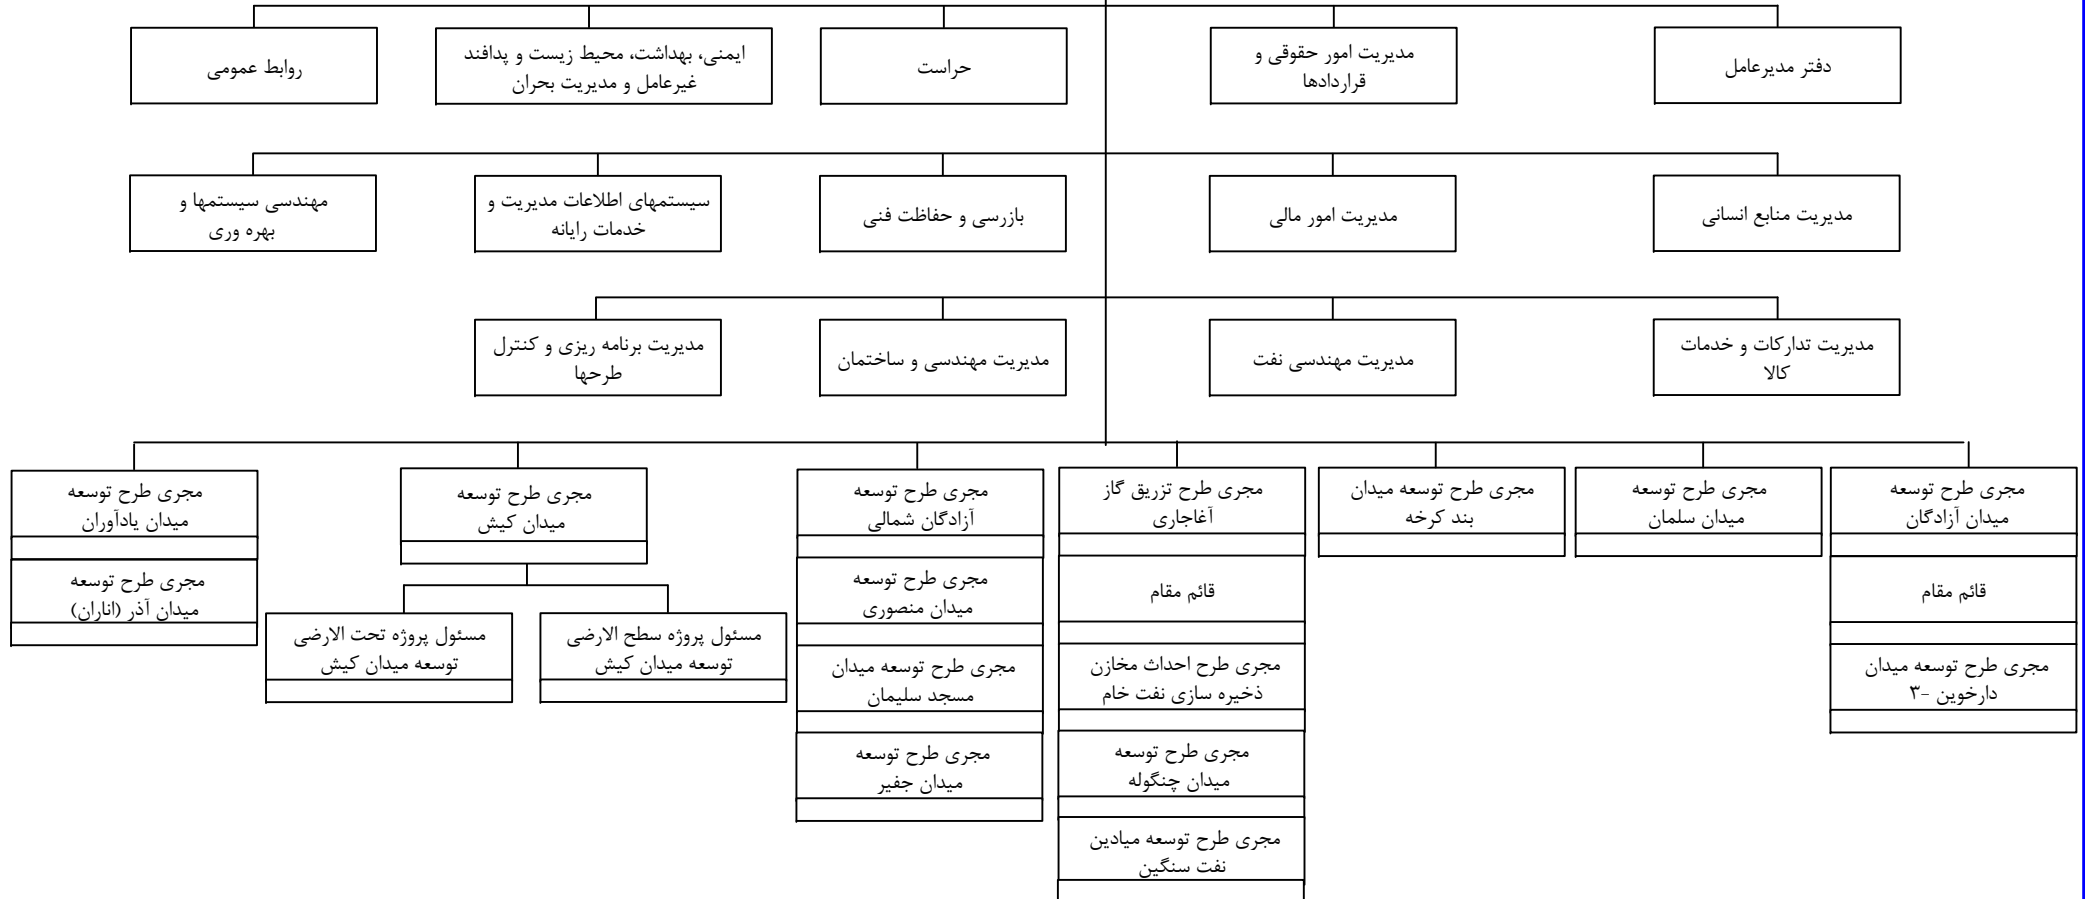 دفتر مدیرعامل
مدیریت امور حقوقی و
قراردادها
حراست
ایمنی، بهداشت، محیط زیست و پدافند
غیرعامل و مدیریت بحران
روابط عمومی
مدیریت منابع انسانی
مدیریت امور مالی
بازرسی و حفاظت فنی
سیستمهای اطلاعات مدیریت و
خدمات رایانه
مهندسی سیستمها و
بهره وری
مدیریت تدارکات و خدمات
کالا
مدیریت مهندسی نفت
مدیریت مهندسی و ساختمان
مدیریت برنامه ریزی و کنترل
طرحها
مجری طرح توسعه
میدان آزادگان
قائم مقام
مجری طرح توسعه میدان
دارخوین -۳
مجری طرح توسعه
میدان سلمان
مجری طرح توسعه میدان
بند کرخه
مجری طرح تزریق گاز
آغاجاری
قائم مقام
مجری طرح احداث مخازن
ذخیره سازی نفت خام
مجری طرح توسعه
میدان چنگوله
مجری طرح توسعه میادین
نفت سنگین
مجری طرح توسعه
آزادگان شمالی
مجری طرح توسعه
میدان منصوری
مجری طرح توسعه میدان
مسجد سلیمان
مجری طرح توسعه
میدان جفیر
مجری طرح توسعه
میدان کیش
مسئول پروژه سطح الارضی
توسعه میدان کیش
مسئول پروژه تحت الارضی
توسعه میدان کیش
مجری طرح توسعه
میدان یادآوران
مجری طرح توسعه
میدان آذر (اناران)